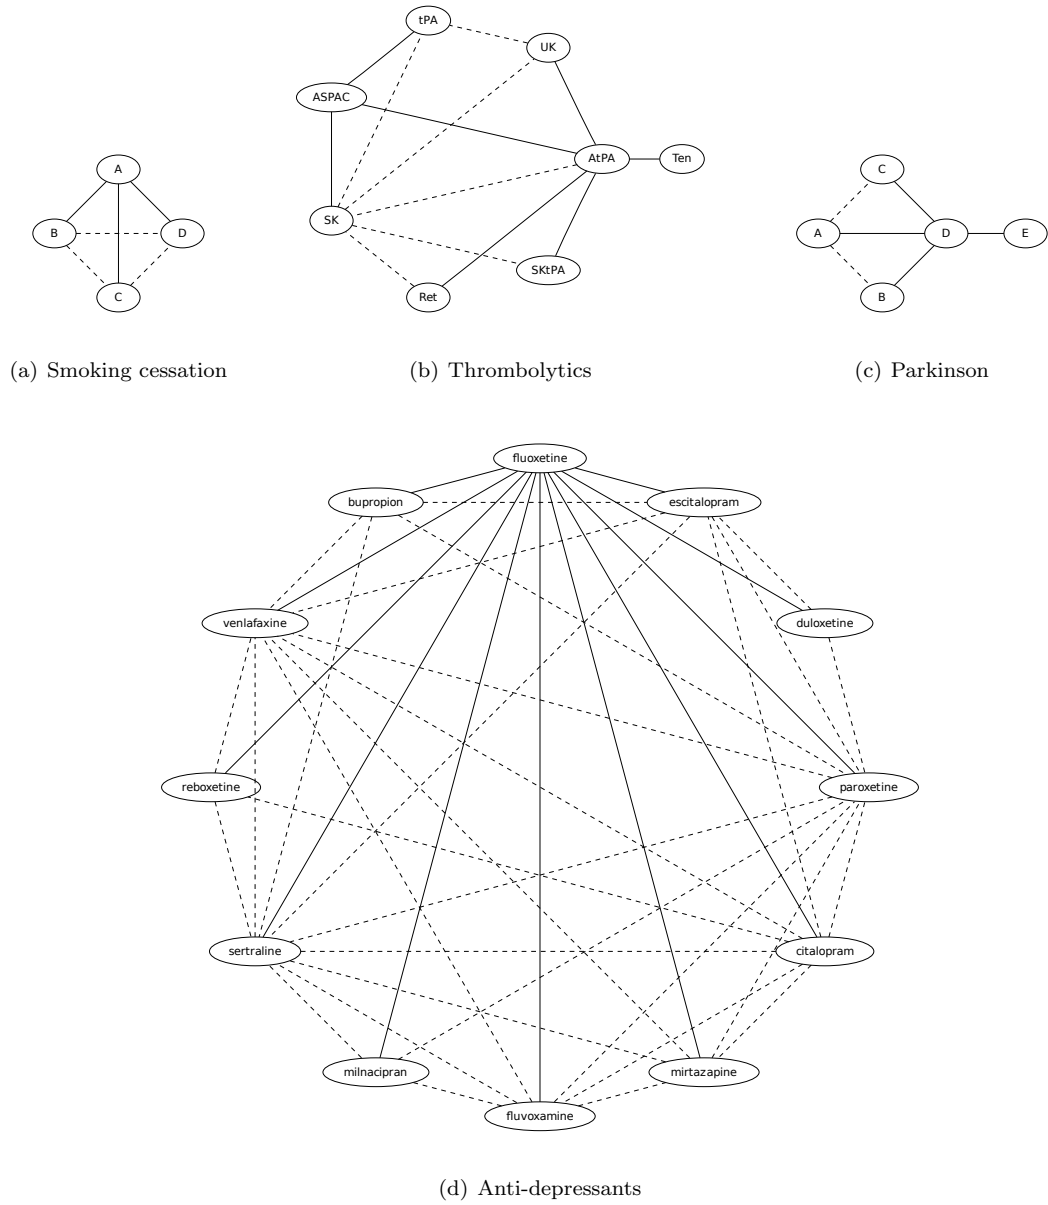 A
B
D
C
(a) Smoking cessation
tPA
UK
ASPAC
AtPA
Ten
SK
SKtPA
Ret
(b) Thrombolytics
C
A
D
E
B
(c) Parkinson
fluoxetine
bupropion
escitalopram
venlafaxine
duloxetine
reboxetine
paroxetine
sertraline
citalopram
milnacipran
mirtazapine
fluvoxamine
(d) Anti-depressants